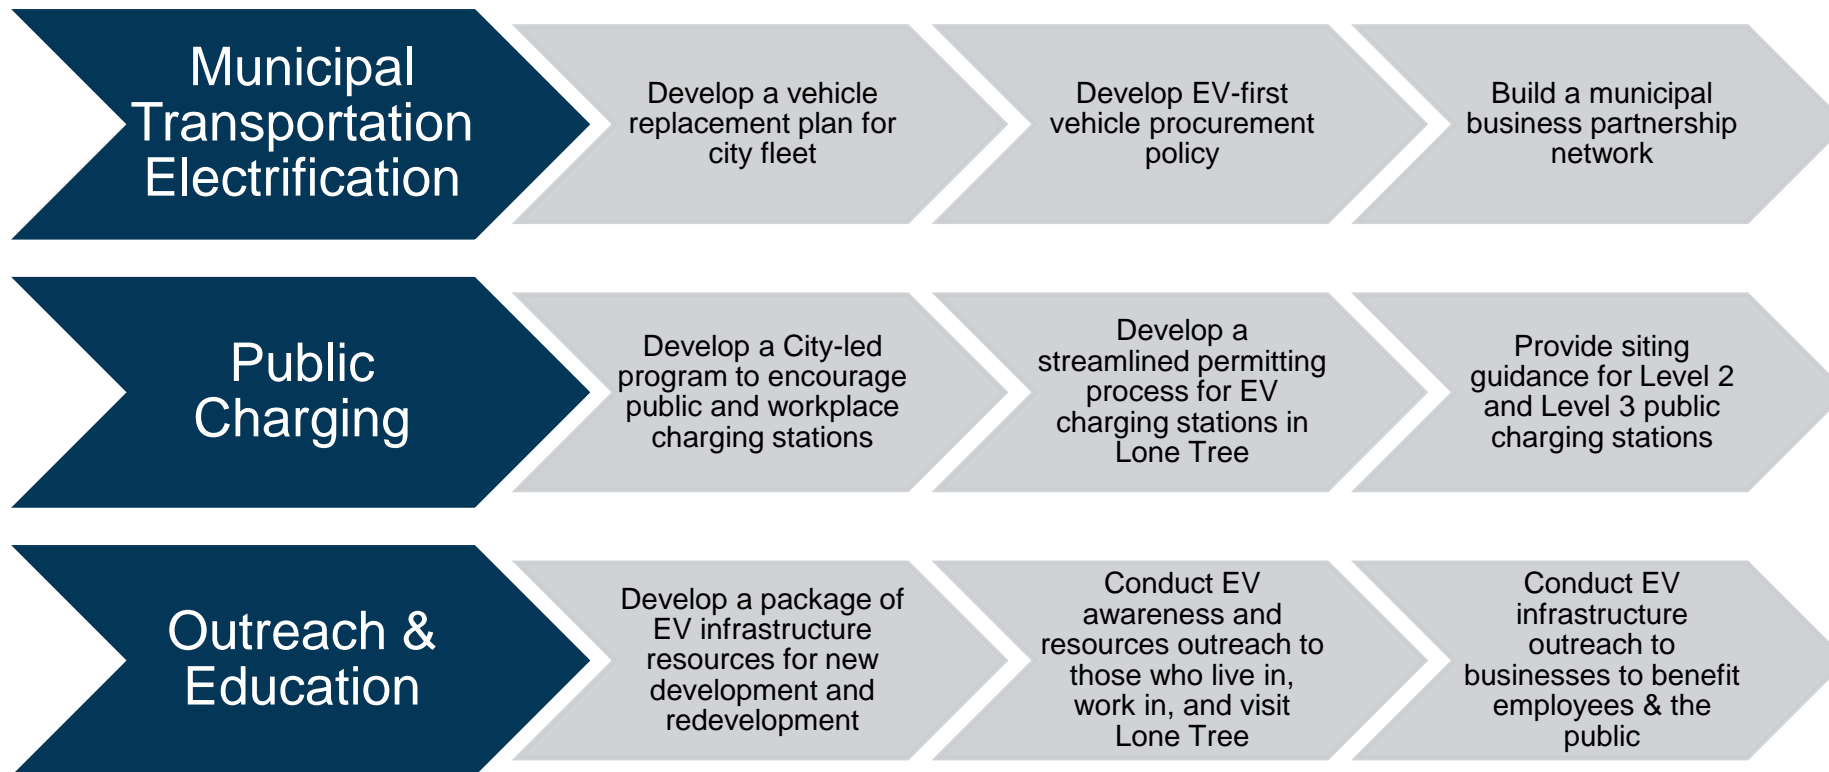 Municipal
Transportation
Electrification
Develop a vehicle
replacement plan for
city fleet
Develop EV-first
vehicle procurement
policy
Build a municipal
business partnership
network
Public
Charging
Develop a City-led
program to encourage
public and workplace
charging stations
Develop a
streamlined permitting
process for EV
charging stations in
Lone Tree
Provide siting
guidance for Level 2
and Level 3 public
charging stations
Outreach &
Education
Develop a package of
EV infrastructure
resources for new
development and
redevelopment
Conduct EV
awareness and
resources outreach to
those who live in,
work in, and visit
Lone Tree
Conduct EV
infrastructure
outreach to
businesses to benefit
employees & the
public